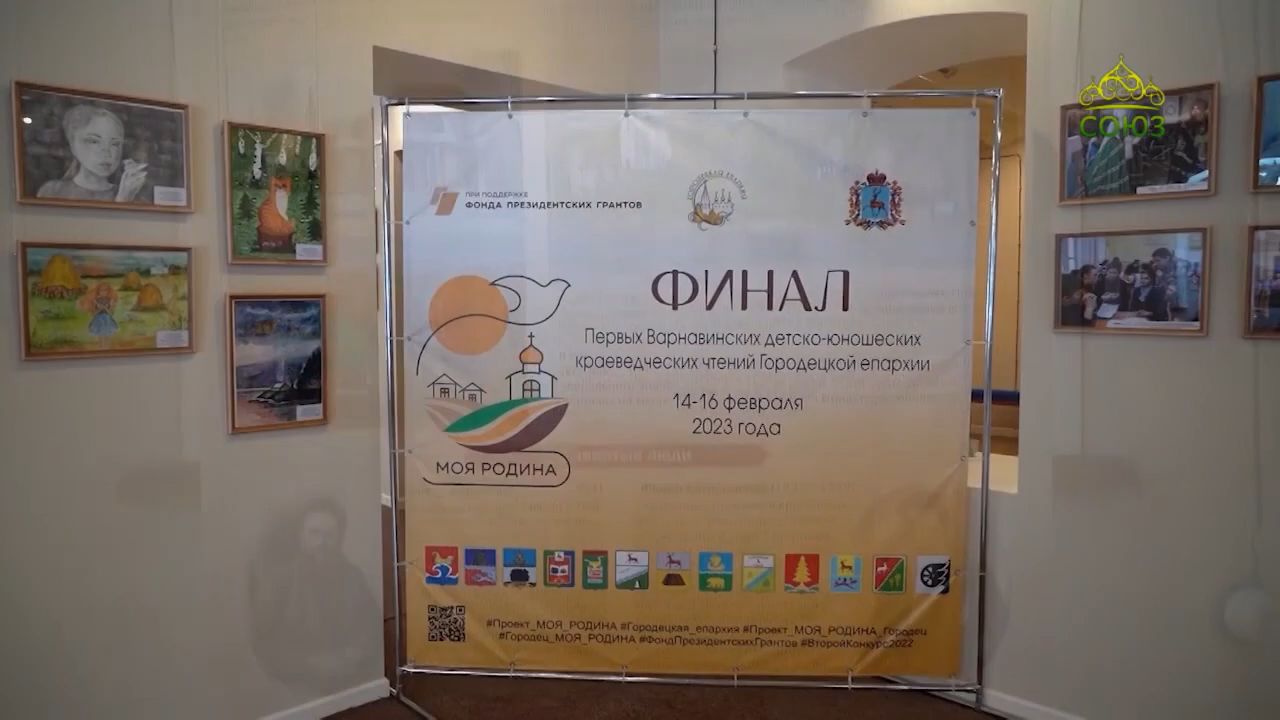 СОЮЗ
ПРИ ПОДДЕРЖКЕ
ФОНДА ПРЕЗИДЕНТСКИХ ГРАНТОВ
ФИНАЛ
Первых Варнавинских детско-юношеских
краеведческих чтений Городецкой епархии
14-16 февраля
2023 года
МОЯ РОДИНА
#Проект_МОЯ_РОДИНА #Городецкая_епархия #Проект_МОЯ_РОДИНА_Городец
#Городец_МОЯ_РОДИНА #ФондПрезидентскихГрантов #ВторойКонкурс2022